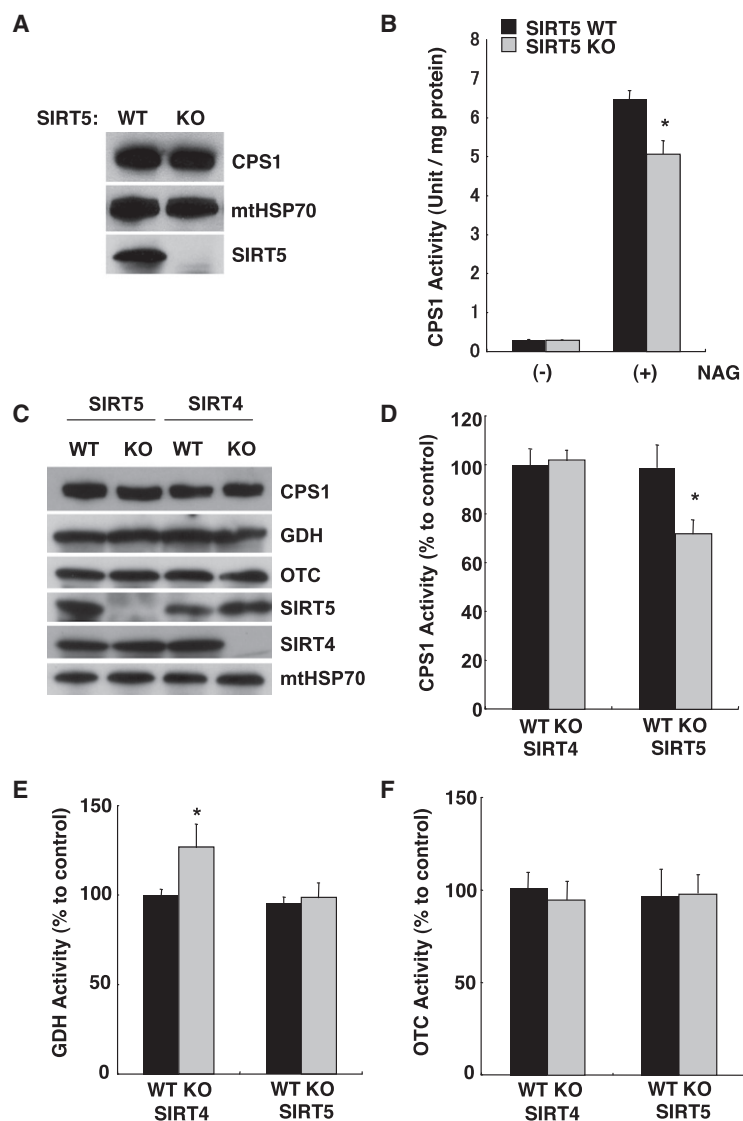 A
SIRT5: WT KO
CPS1
mtHSP70
SIRT5
B
SIRT5 WT
SIRT5 KO
8
7
6
5
4
3
2
1
0
CPS1 Activity (Unit / mg protein)
*
(-) (+) NAG
C
SIRT5 SIRT4
WT KO WT KO
CPS1
GDH
OTC
SIRT5
SIRT4
mtHSP70
D
120
100
80
60
40
20
0
CPS1 Activity (% to control)
*
WT KO WT KO
SIRT4 SIRT5
E
150
100
50
0
GDH Activity (% to control)
*
WT KO WT KO
SIRT4 SIRT5
F
150
100
50
0
OTC Activity (% to control)
WT KO WT KO
SIRT4 SIRT5